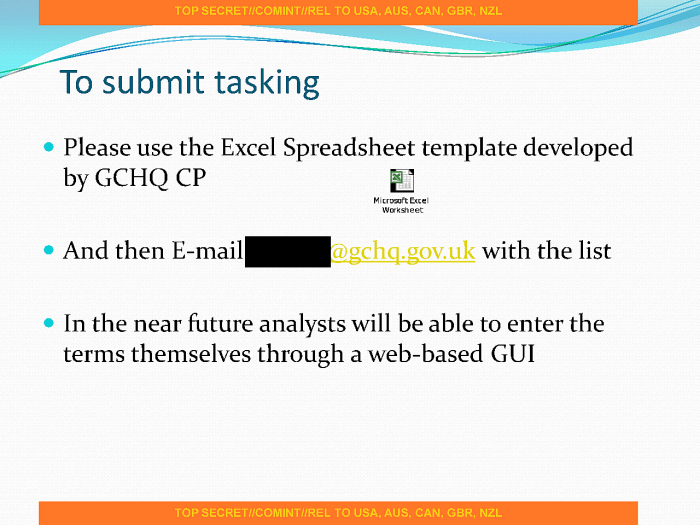 TOP SECRET//COMINT//REL TO USA, AUS, CAN, GBR, NZL
To submit tasking
Please use the Excel Spreadsheet template developed
by GCHQ CP
Microsoft Excel
Worksheet
And then E-mail @gchq.gov.uk with the list
In the near future analysts will be able to enter the
terms themselves through a web-based GUI
TOP SECRET//COMINT//REL TO USA, AUS, CAN, GBR, NZL